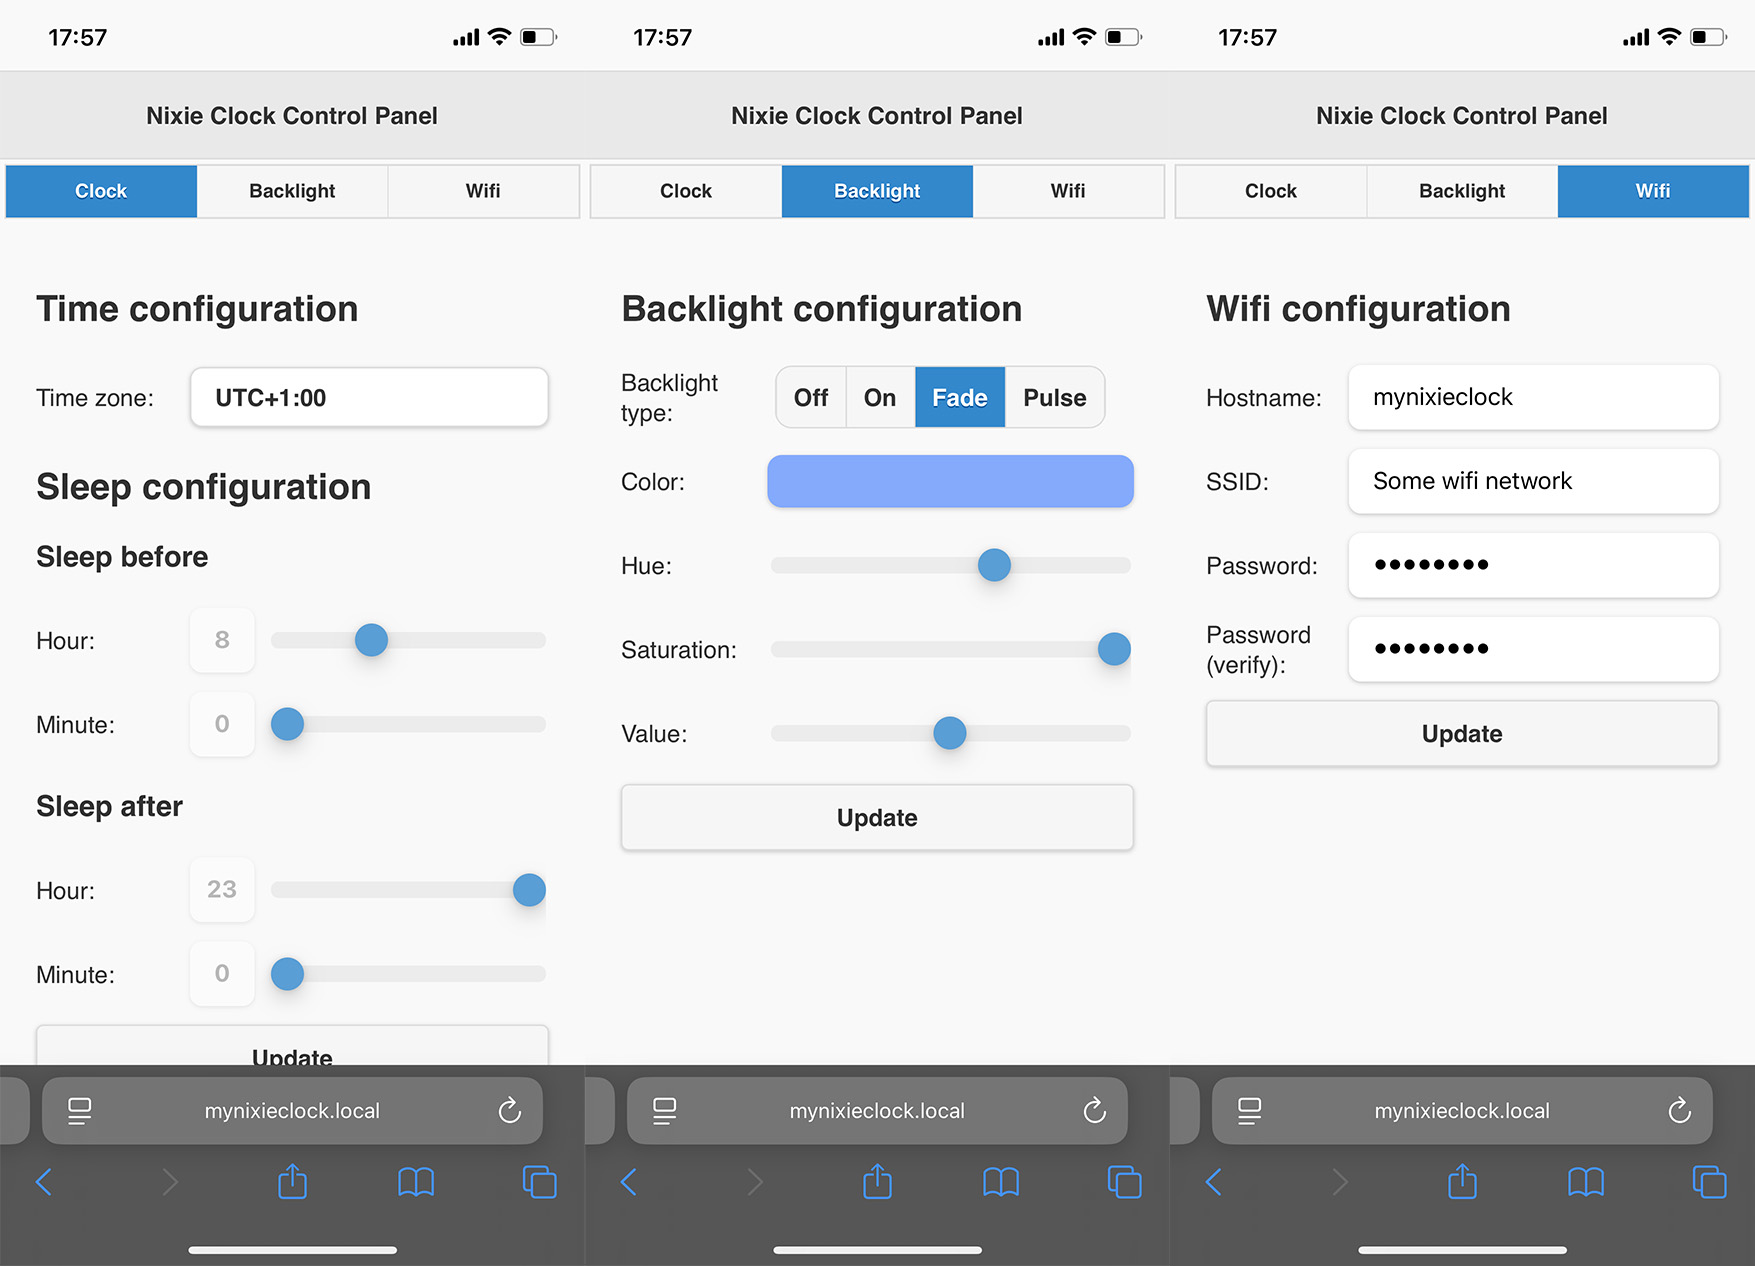 17:57
Nixie Clock Control Panel
Clock
Backlight
Wifi
Time configuration
Time zone:
UTC+1:00
Sleep configuration
Sleep before
Hour:
8
Minute:
0
Sleep after
Hour:
23
Minute:
0
Update
mynixieclock.local
17:57
Nixie Clock Control Panel
Clock
Backlight
Wifi
Backlight configuration
Backlight
type:
Off
On
Fade
Pulse
Color:
Hue:
Saturation:
Value:
Update
mynixieclock.local
17:57
Nixie Clock Control Panel
Clock
Backlight
Wifi
Wifi configuration
Hostname:
mynixieclock
SSID:
Some wifi network
Password:
••••••••
Password
(verify):
••••••••
Update
mynixieclock.local